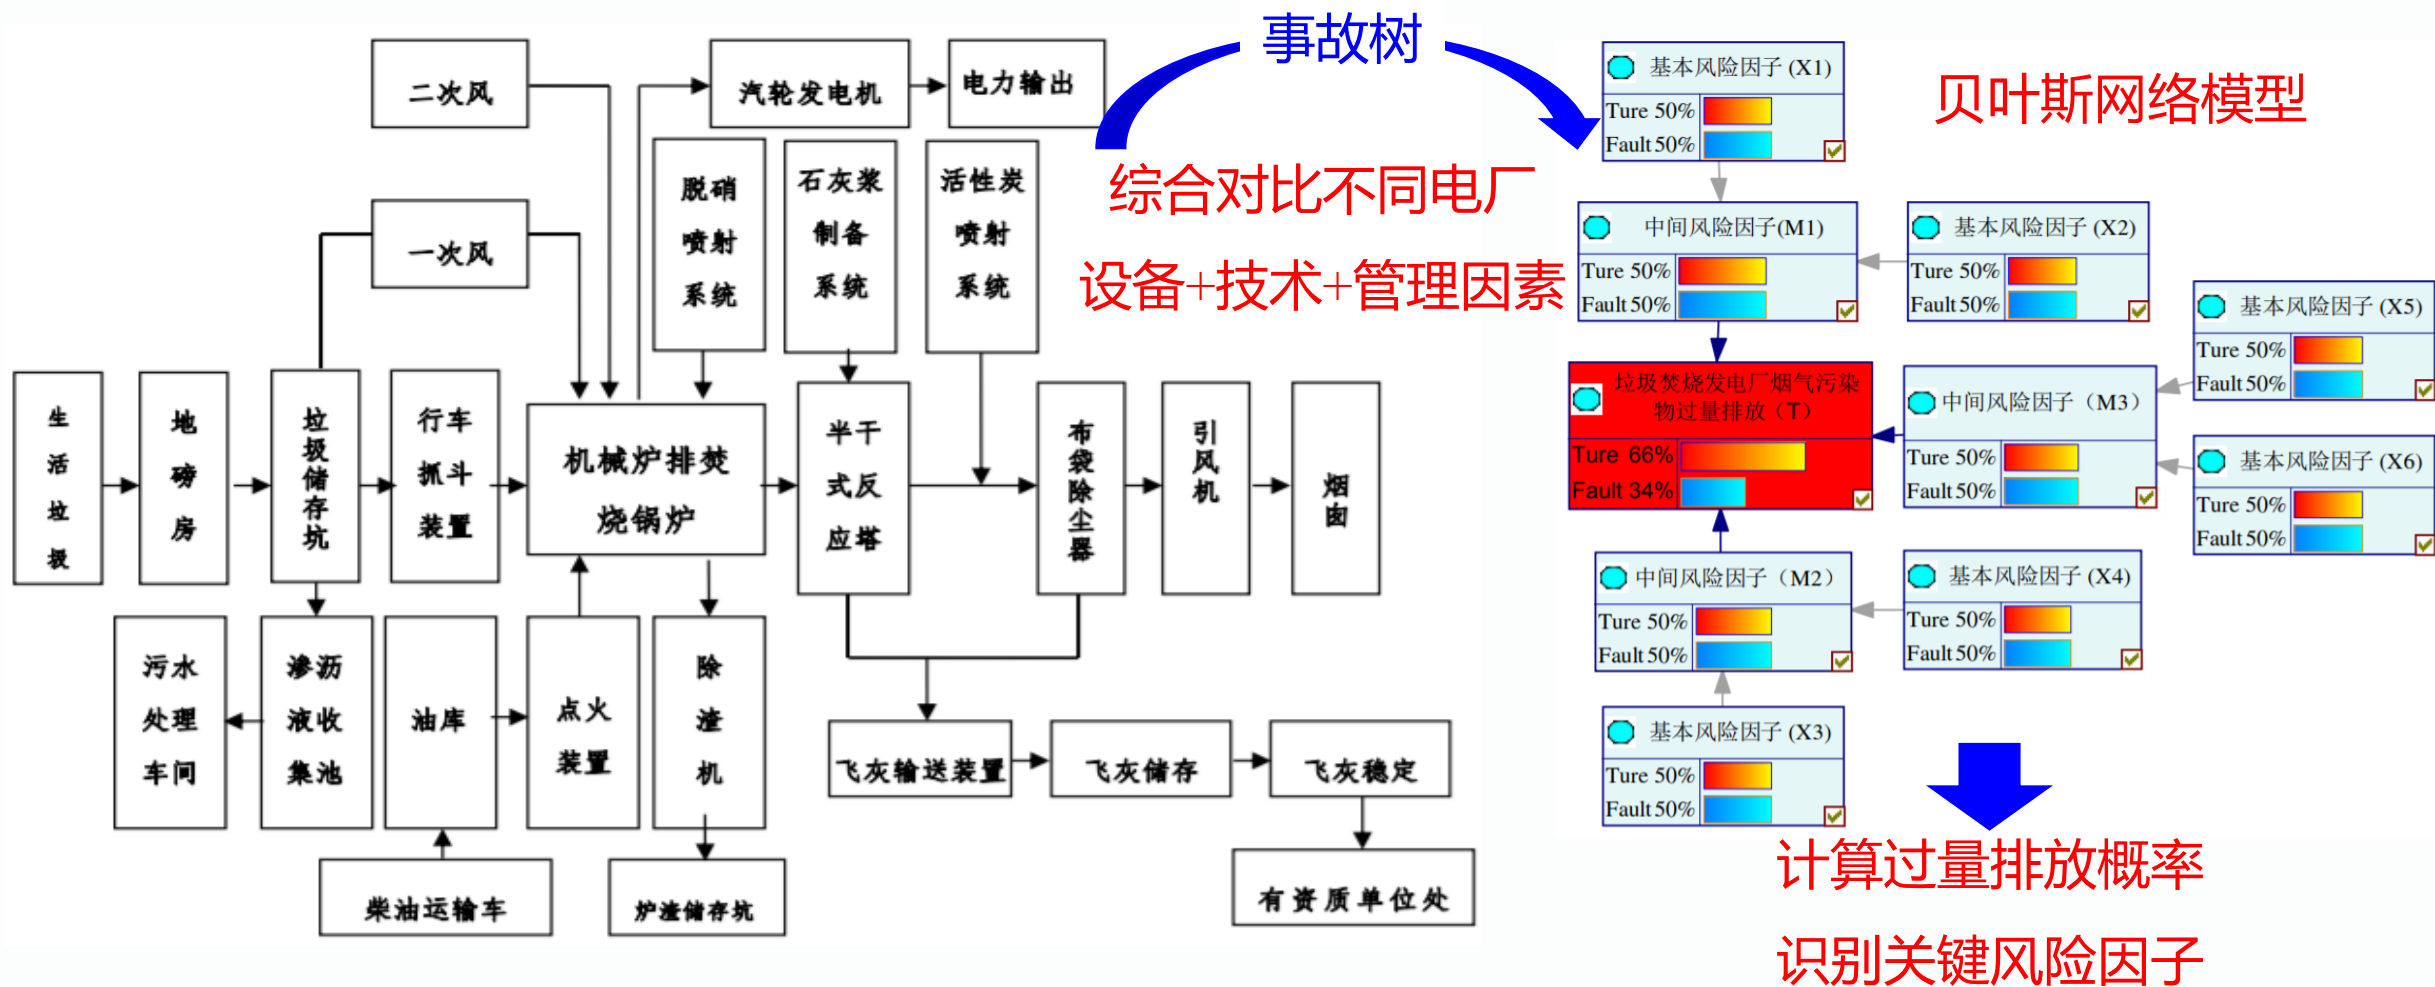 事故树
二次风
汽轮发电机
电力输出
脱硝
喷射
系统
石灰浆
制备
系统
活性炭
喷射
系统
一次风
综合对比不同电厂
设备+技术+管理因素
生
活
垃
圾
地
磅
房
垃
圾
储
存
坑
行车
抓斗
装置
机械炉排焚
烧锅炉
半干
式反
应塔
布
袋
除
尘
器
引
风
机
烟
囱
污水
处理
车间
渗沥
液收
集池
油库
点火
装置
除
渣
机
飞灰输送装置
飞灰储存
飞灰稳定
柴油运输车
炉渣储存坑
有资质单位处
贝叶斯网络模型
基本风险因子 (X1)
Ture 50%
Fault 50%
中间风险因子(M1)
Ture 50%
Fault 50%
基本风险因子 (X2)
Ture 50%
Fault 50%
基本风险因子 (X5)
Ture 50%
Fault 50%
垃圾焚烧发电厂烟气污染
物过量排放（T）
Ture 66%
Fault 34%
中间风险因子（M3）
Ture 50%
Fault 50%
基本风险因子 (X6)
Ture 50%
Fault 50%
中间风险因子（M2）
Ture 50%
Fault 50%
基本风险因子 (X4)
Ture 50%
Fault 50%
基本风险因子 (X3)
Ture 50%
Fault 50%
计算过量排放概率
识别关键风险因子